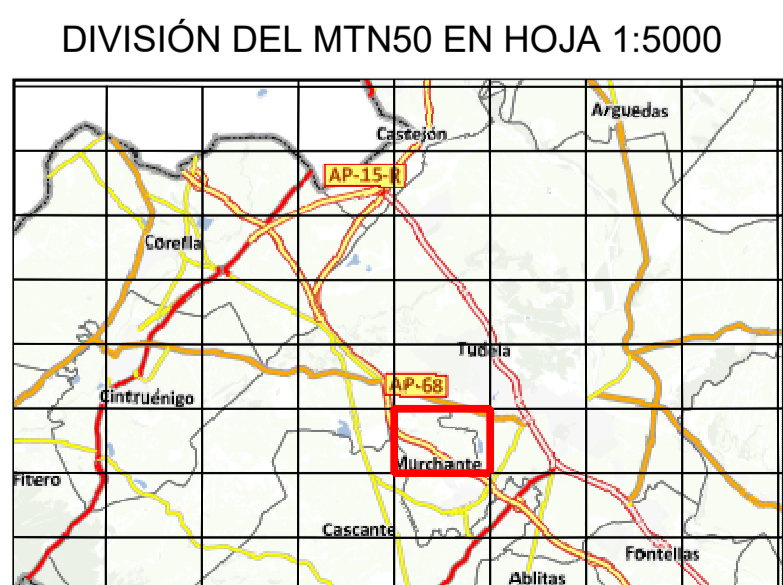 DIVISIÓN DEL MTN50 EN HOJA 1:5000
Arguedas
Castejón
AP-15-R
Corella
Tudela
AP-68
Cintruénigo
Murchante
Fitero
Cascante
Fontellas
Ablitas